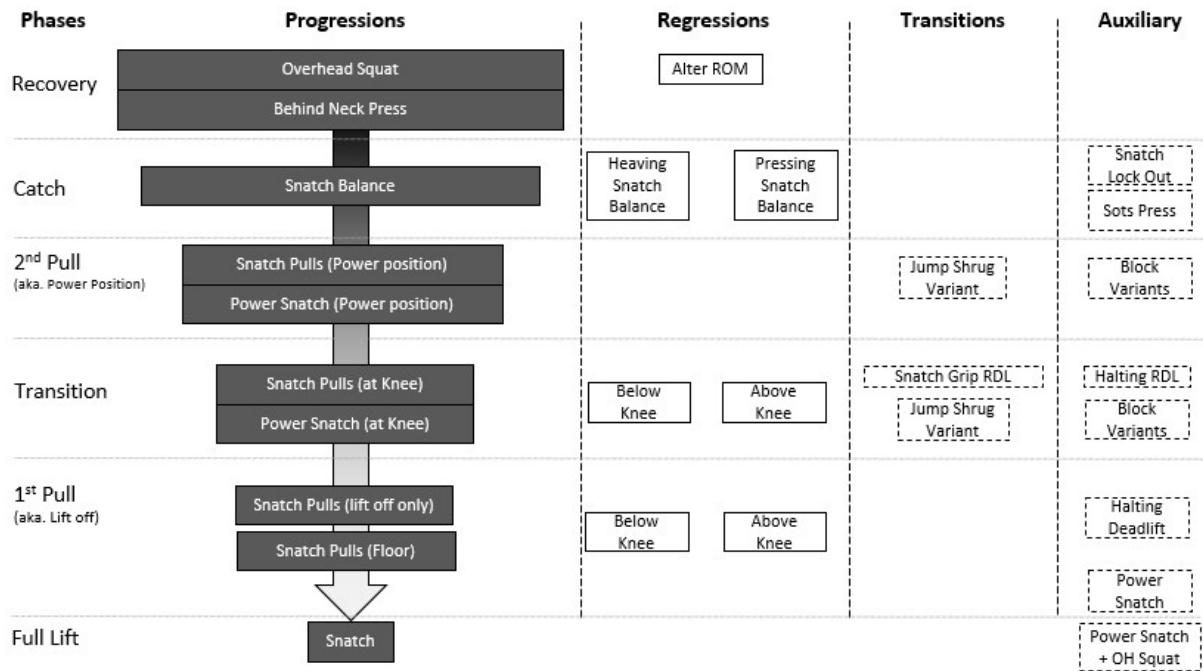 Phases Progressions Regressions Transitions Auxiliary
Recovery
Overhead Squat
Behind Neck Press
Alter ROM
Catch
Snatch Balance
Heaving
Snatch
Balance
Pressing
Snatch
Balance
Snatch
Lock Out
Sots Press
2nd Pull
(aka. Power Position)
Snatch Pulls (Power position)
Power Snatch (Power position)
Jump Shrug
Variant
Block
Variants
Transition
Snatch Pulls (at Knee)
Power Snatch (at Knee)
Below
Knee
Above
Knee
Snatch Grip RDL
Jump Shrug
Variant
Halting RDL
Block
Variants
1st Pull
(aka. Lift off)
Snatch Pulls (lift off only)
Snatch Pulls (Floor)
Below
Knee
Above
Knee
Halting
Deadlift
Power
Snatch
Full Lift
Snatch
Power Snatch
+ OH Squat